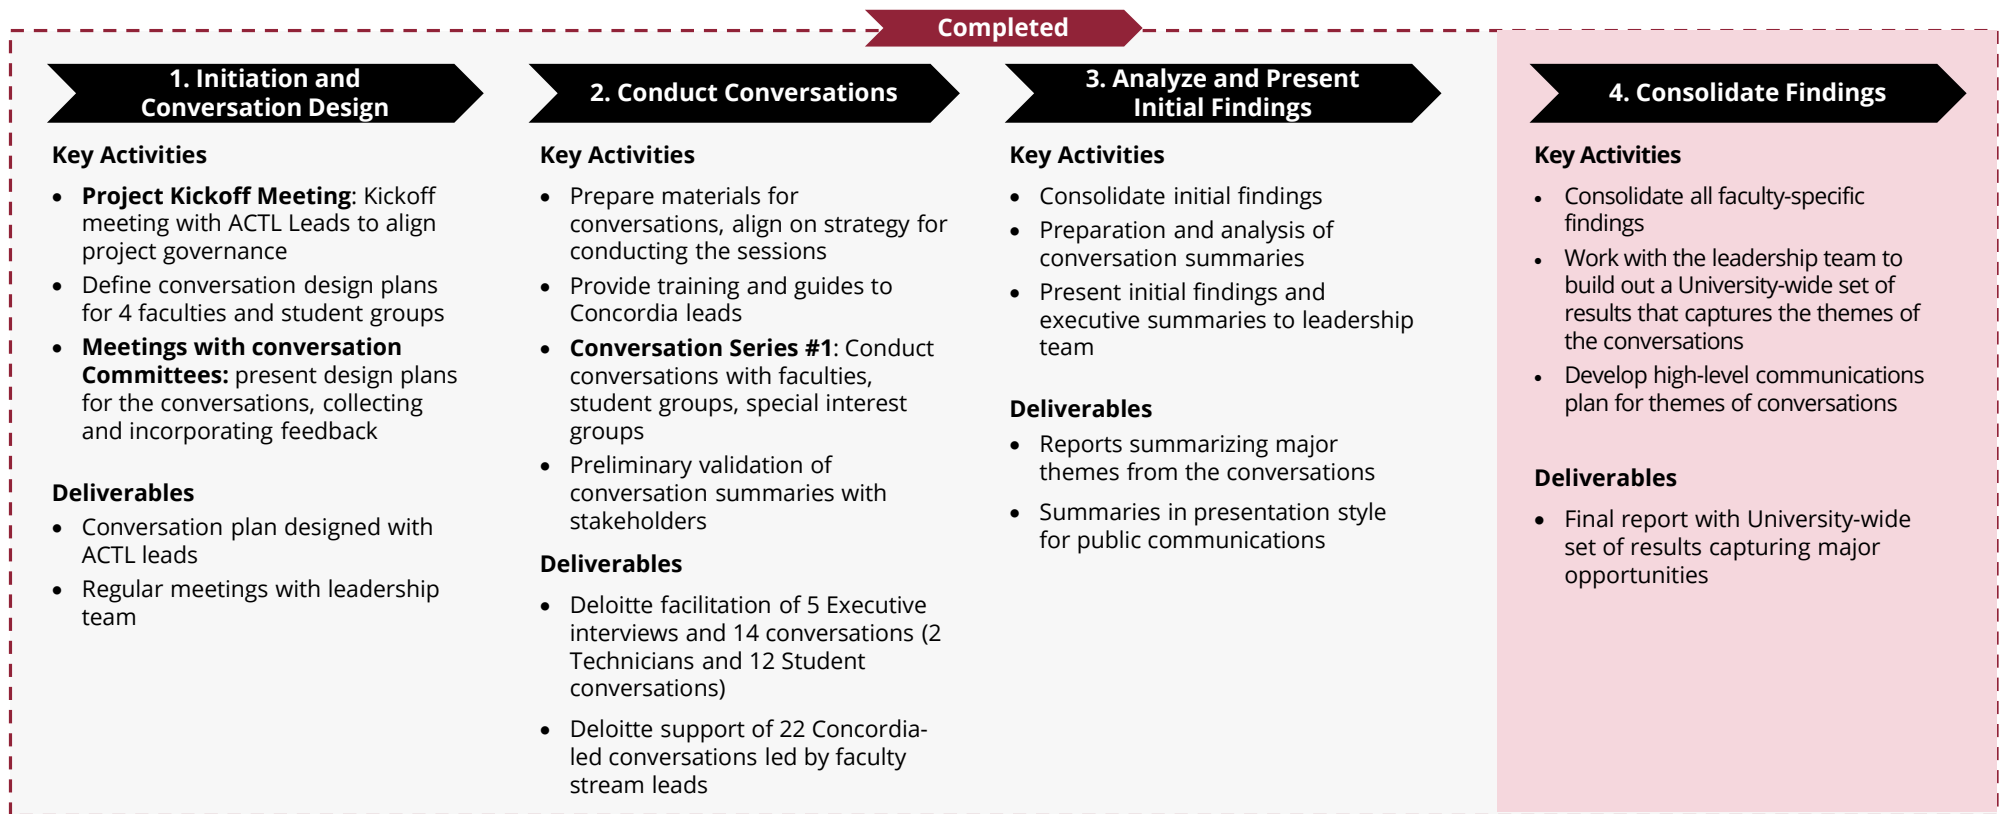 Completed
1. Initiation and
Conversation Design
Key Activities
• Project Kickoff Meeting: Kickoff
meeting with ACTL Leads to align
project governance
• Define conversation design plans
for 4 faculties and student groups
• Meetings with conversation
Committees: present design plans
for the conversations, collecting
and incorporating feedback
Deliverables
• Conversation plan designed with
ACTL leads
• Regular meetings with leadership
team
2. Conduct Conversations
Key Activities
• Prepare materials for
conversations, align on strategy for
conducting the sessions
• Provide training and guides to
Concordia leads
• Conversation Series #1: Conduct
conversations with faculties,
student groups, special interest
groups
• Preliminary validation of
conversation summaries with
stakeholders
Deliverables
• Deloitte facilitation of 5 Executive
interviews and 14 conversations (2
Technicians and 12 Student
conversations)
• Deloitte support of 22 Concordia-
led conversations led by faculty
stream leads
3. Analyze and Present
Initial Findings
Key Activities
• Consolidate initial findings
• Preparation and analysis of
conversation summaries
• Present initial findings and
executive summaries to leadership
team
Deliverables
• Reports summarizing major
themes from the conversations
• Summaries in presentation style
for public communications
4. Consolidate Findings
Key Activities
• Consolidate all faculty-specific
findings
• Work with the leadership team to
build out a University-wide set of
results that captures the themes of
the conversations
• Develop high-level communications
plan for themes of conversations
Deliverables
• Final report with University-wide
set of results capturing major
opportunities